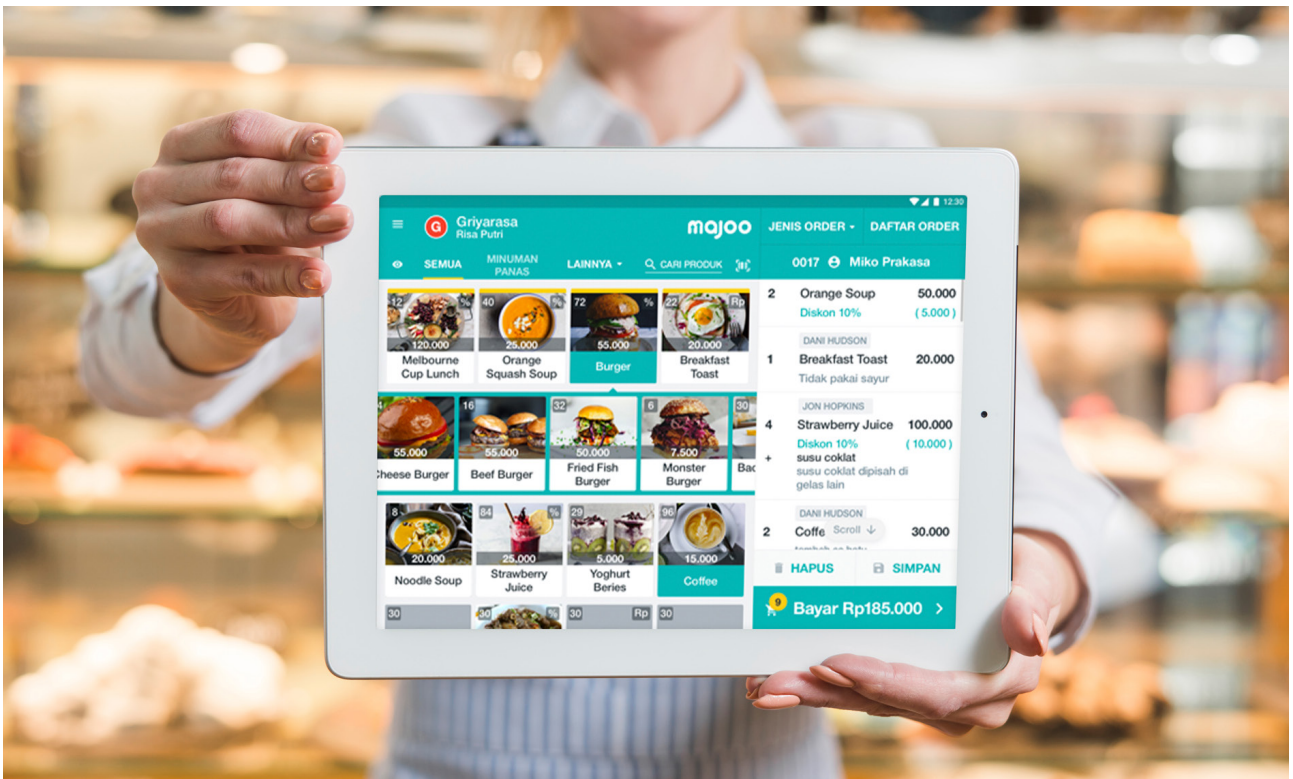 12:30
G
Griyarasa
Risa Putri
majoo
JENIS ORDER
DAFTAR ORDER
SEMUA
MINUMAN
PANAS
LAINNYA
CARI PRODUK
0017
Miko Prakasa
12
%
120.000
Melbourne
Cup Lunch
40
%
25.000
Orange
Squash Soup
72
%
55.000
Burger
22
Rp
20.000
Breakfast
Toast
4
55.000
Cheese Burger
16
55.000
Beef Burger
32
50.000
Fried Fish
Burger
6
7.500
Monster
Burger
30
Bac
8
20.000
Noodle Soup
84
%
25.000
Strawberry
Juice
29
5.000
Yoghurt
Beries
96
15.000
Coffee
30
30
%
30
Rp
30
2 Orange Soup 50.000
Diskon 10% ( 5.000 )
DANI HUDSON
1 Breakfast Toast 20.000
Tidak pakai sayur
JON HOPKINS
4 Strawberry Juice 100.000
Diskon 10% ( 10.000 )
+ susu coklat
susu coklat dipisah di
gelas lain
DANI HUDSON
2 Coffe 30.000
Scroll ↓
HAPUS
SIMPAN
9
Bayar Rp185.000 >